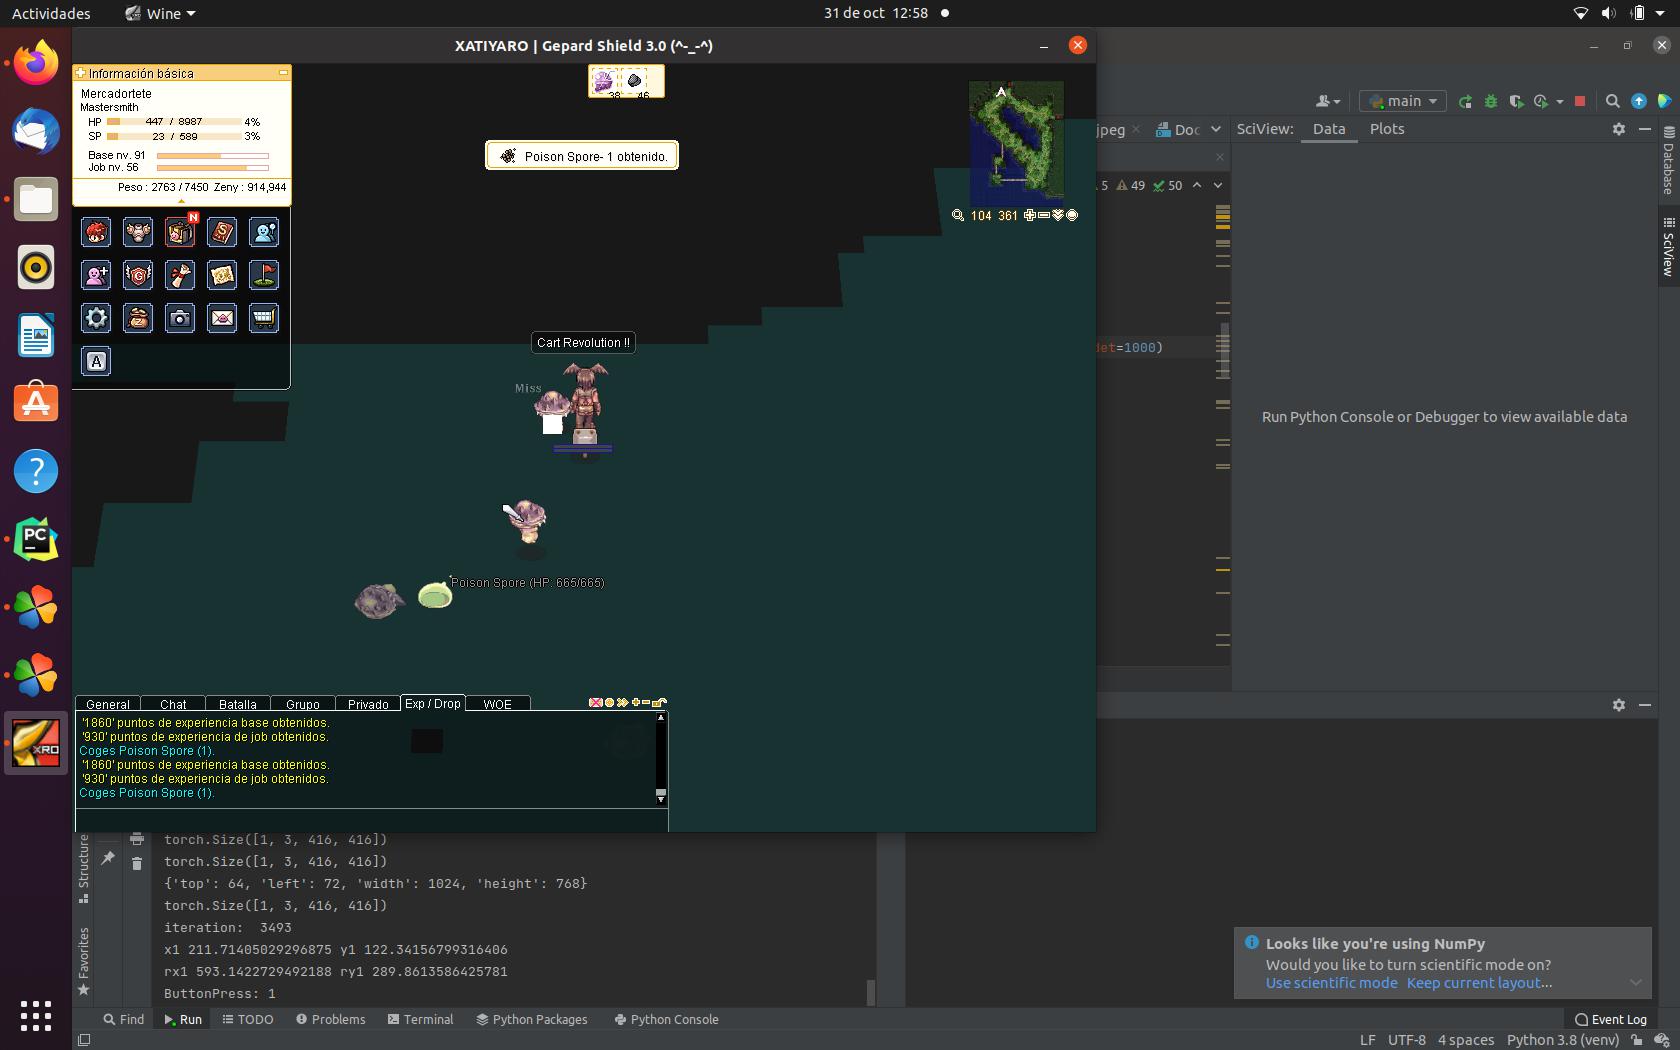 Actividades
Wine
31 de oct 12:58
XATIYARO | Gepard Shield 3.0 (^-_-^)
Información básica
Mercadortete
Mastersmith
HP 447 / 8987 4%
SP 23 / 589 3%
Base nv. 91
Job nv. 56
Peso : 2763 / 7450 Zeny : 914,944
N
A
38 46
Poison Spore- 1 obtenido.
104 361
Cart Revolution !!
Miss
Poison Spore (HP: 665/665)
General Chat Batalla Grupo Privado Exp / Drop WOE
'1860' puntos de experiencia base obtenidos.
'930' puntos de experiencia de job obtenidos.
Coges Poison Spore (1).
'1860' puntos de experiencia base obtenidos.
'930' puntos de experiencia de job obtenidos.
Coges Poison Spore (1).
PC
XRO
main
jpeg
Doc
SciView: Data Plots
5 49 50
det=1000)
Run Python Console or Debugger to view available data
Database
SciView
Structure
Favorites
torch.Size([1, 3, 416, 416])
torch.Size([1, 3, 416, 416])
{'top': 64, 'left': 72, 'width': 1024, 'height': 768}
torch.Size([1, 3, 416, 416])
iteration: 3493
x1 211.71405029296875 y1 122.34156799316406
rx1 593.1422729492188 ry1 289.8613586425781
ButtonPress: 1
Looks like you're using NumPy
Would you like to turn scientific mode on?
Use scientific mode Keep current layout...
Find Run TODO Problems Terminal Python Packages Python Console
Event Log
LF UTF-8 4 spaces Python 3.8 (venv)